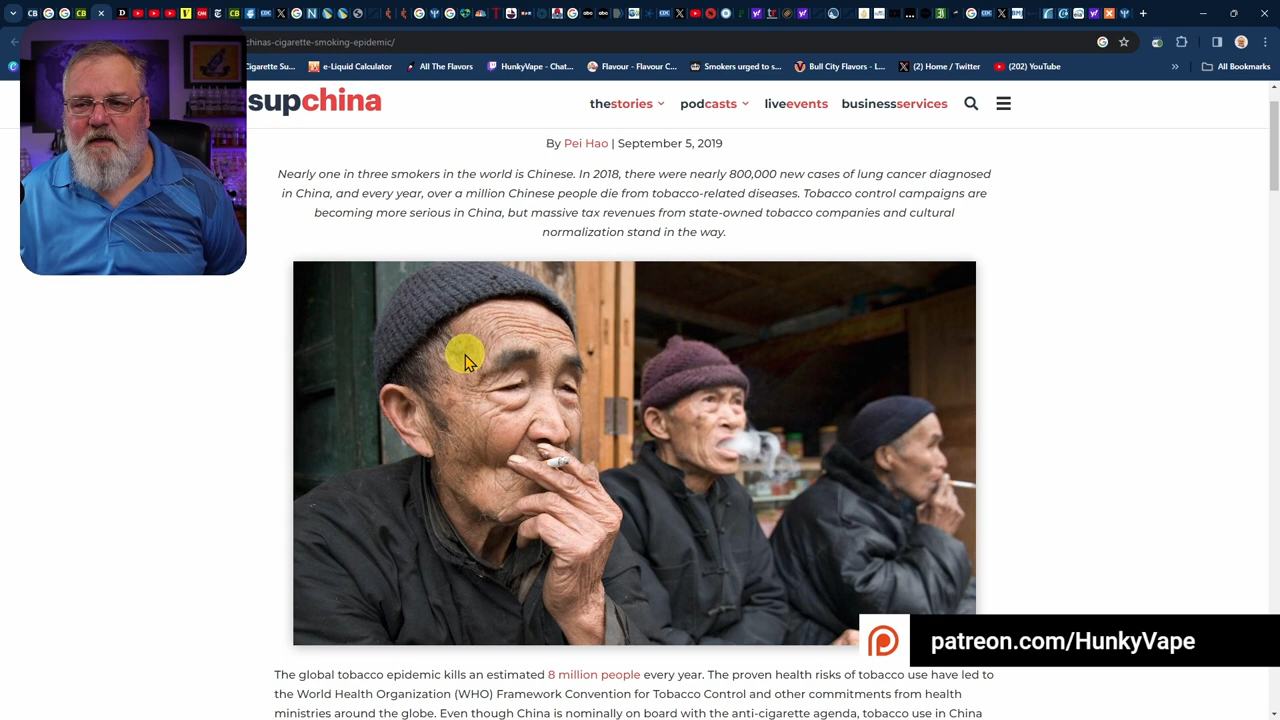 chinas-cigarette-smoking-epidemic/
igarette Su...
e-Liquid Calculator
All The Flavors
HunkyVape - Chat...
Flavour - Flavour C...
Smokers urged to s...
Bull City Flavors - L...
(2) Home / Twitter
(202) YouTube
All Bookmarks
supchina
thestories
podcasts
liveevents
businessservices
By Pei Hao | September 5, 2019
Nearly one in three smokers in the world is Chinese. In 2018, there were nearly 800,000 new cases of lung cancer diagnosed
in China, and every year, over a million Chinese people die from tobacco-related diseases. Tobacco control campaigns are
becoming more serious in China, but massive tax revenues from state-owned tobacco companies and cultural
normalization stand in the way.
patreon.com/HunkyVape
The global tobacco epidemic kills an estimated 8 million people every year. The proven health risks of tobacco use have led to
the World Health Organization (WHO) Framework Convention for Tobacco Control and other commitments from health
ministries around the globe. Even though China is nominally on board with the anti-cigarette agenda, tobacco use in China